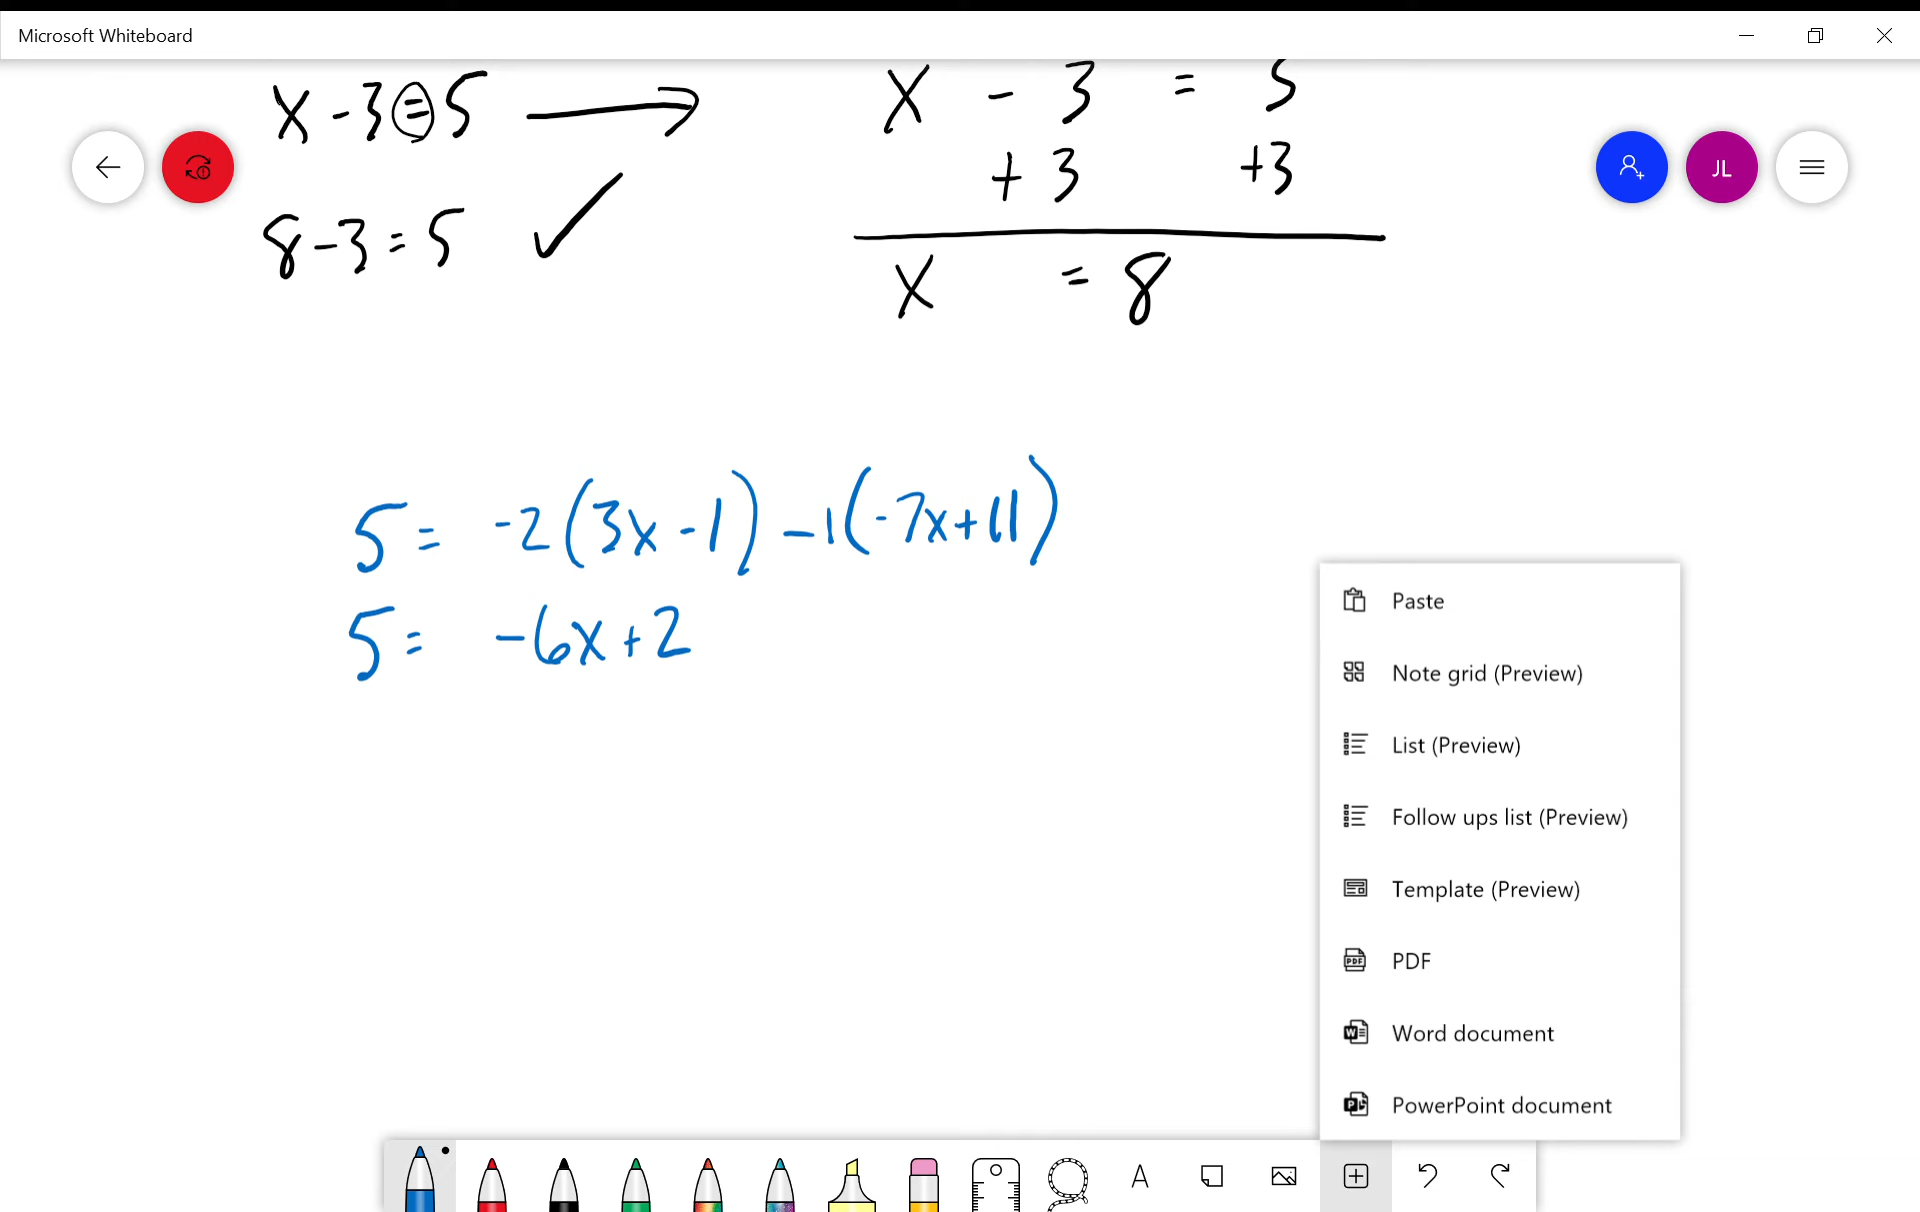 Microsoft Whiteboard
x - 3 = 5
x - 3 = 5
+ 3 +3
8 - 3 = 5 ✓
x = 8
JL
5 = -2(3x - 1) - 1(-7x + 11)
5 = -6x + 2
Paste
Note grid (Preview)
List (Preview)
Follow ups list (Preview)
Template (Preview)
PDF
Word document
PowerPoint document
A